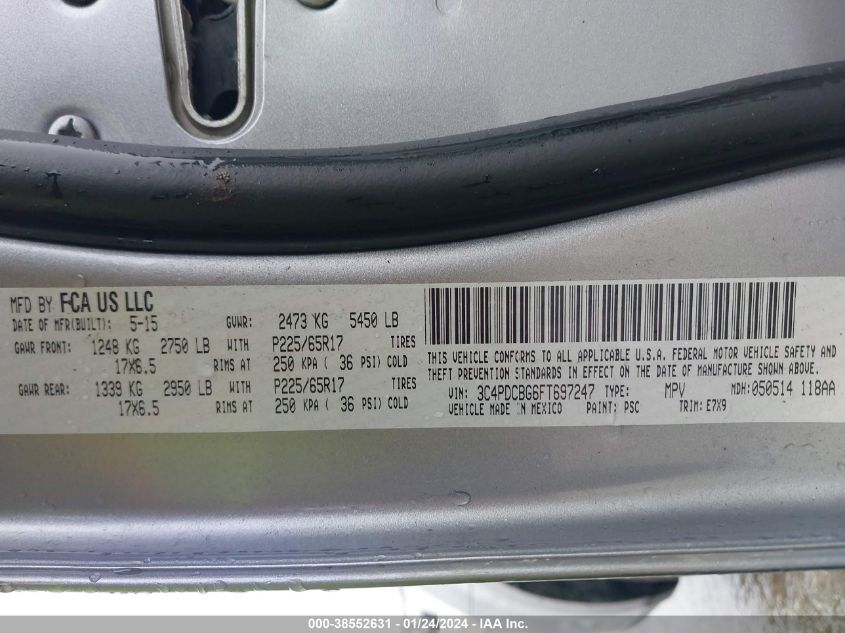 MFD BY FCA US LLC
DATE OF MFR(BUILT): 5-15 GVWR: 2473 KG 5450 LB
GAWR FRONT: 1248 KG 2750 LB WITH P225/65R17 TIRES
17X6.5 RIMS AT 250 KPA ( 36 PSI) COLD
GAWR REAR: 1339 KG 2950 LB WITH P225/65R17 TIRES
17X6.5 RIMS AT 250 KPA ( 36 PSI) COLD
THIS VEHICLE CONFORMS TO ALL APPLICABLE U.S.A. FEDERAL MOTOR VEHICLE SAFETY AND
THEFT PREVENTION STANDARDS IN EFFECT ON THE DATE OF MANUFACTURE SHOWN ABOVE.
VIN: 3C4PDCBG6FT697247 TYPE: MPV MDH: 050514 118AA
VEHICLE MADE IN MEXICO PAINT: PSC TRIM: E7X9
000-38552631 - 01/24/2024 - IAA Inc.